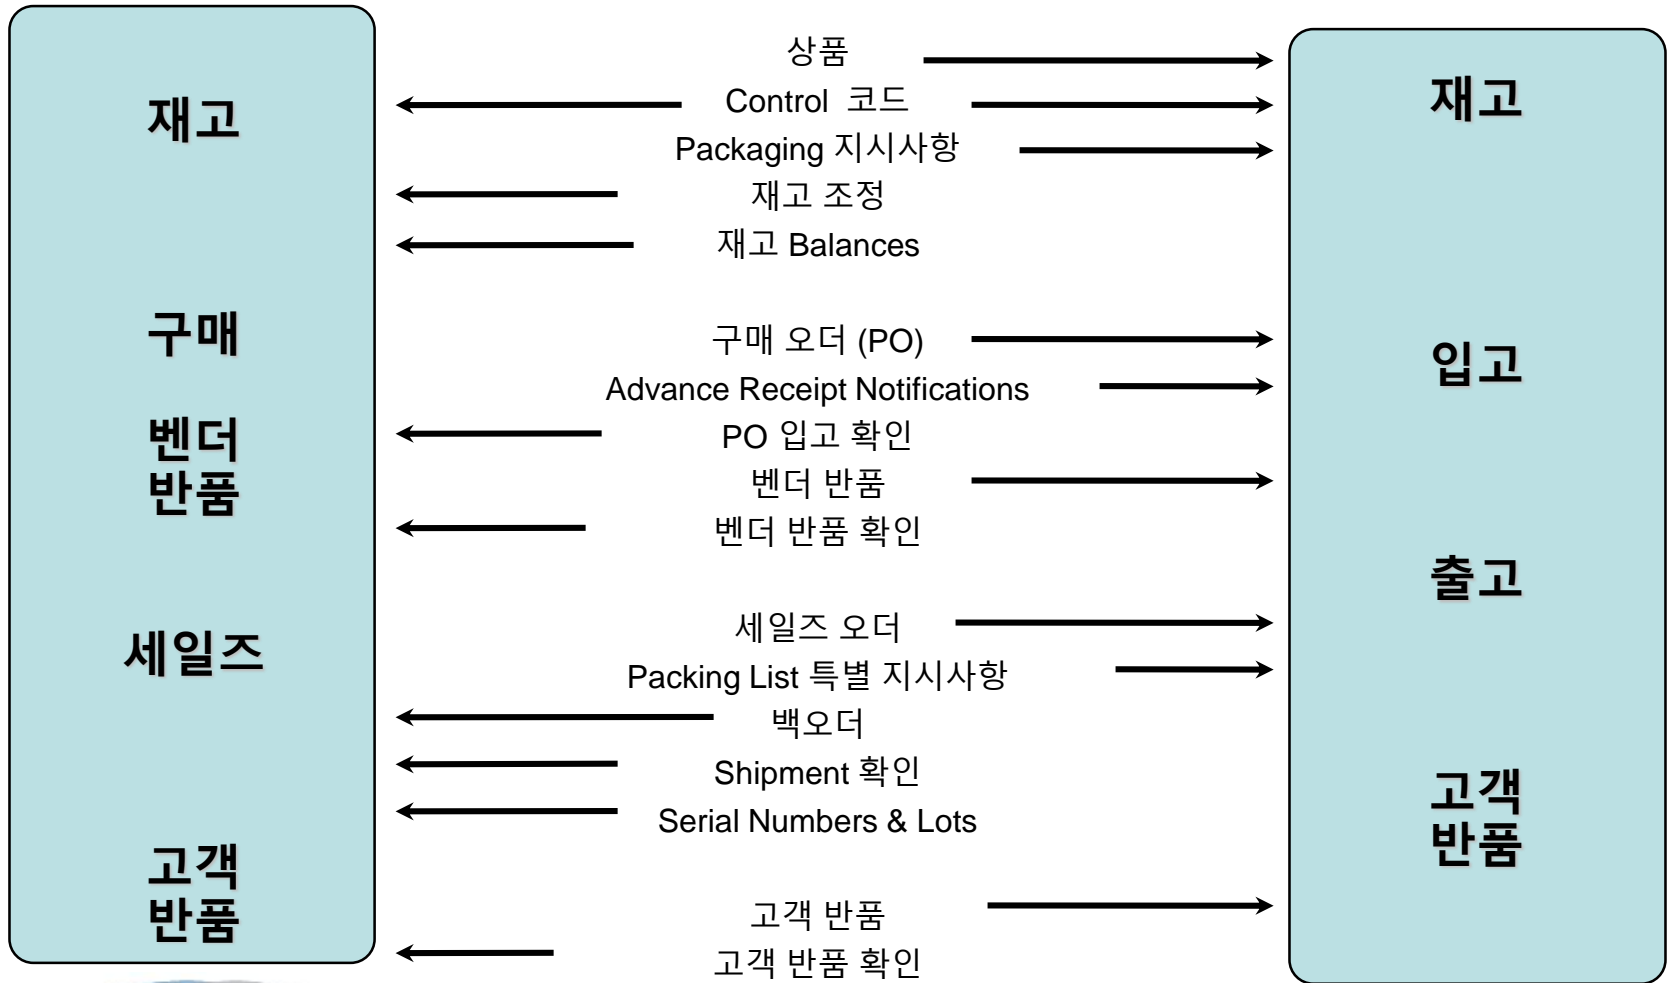 재고
구매
벤더
반품
세일즈
고객
반품
상품
Control 코드
Packaging 지시사항
재고 조정
재고 Balances
구매 오더 (PO)
Advance Receipt Notifications
PO 입고 확인
벤더 반품
벤더 반품 확인
세일즈 오더
Packing List 특별 지시사항
백오더
Shipment 확인
Serial Numbers & Lots
고객 반품
고객 반품 확인
재고
입고
출고
고객
반품